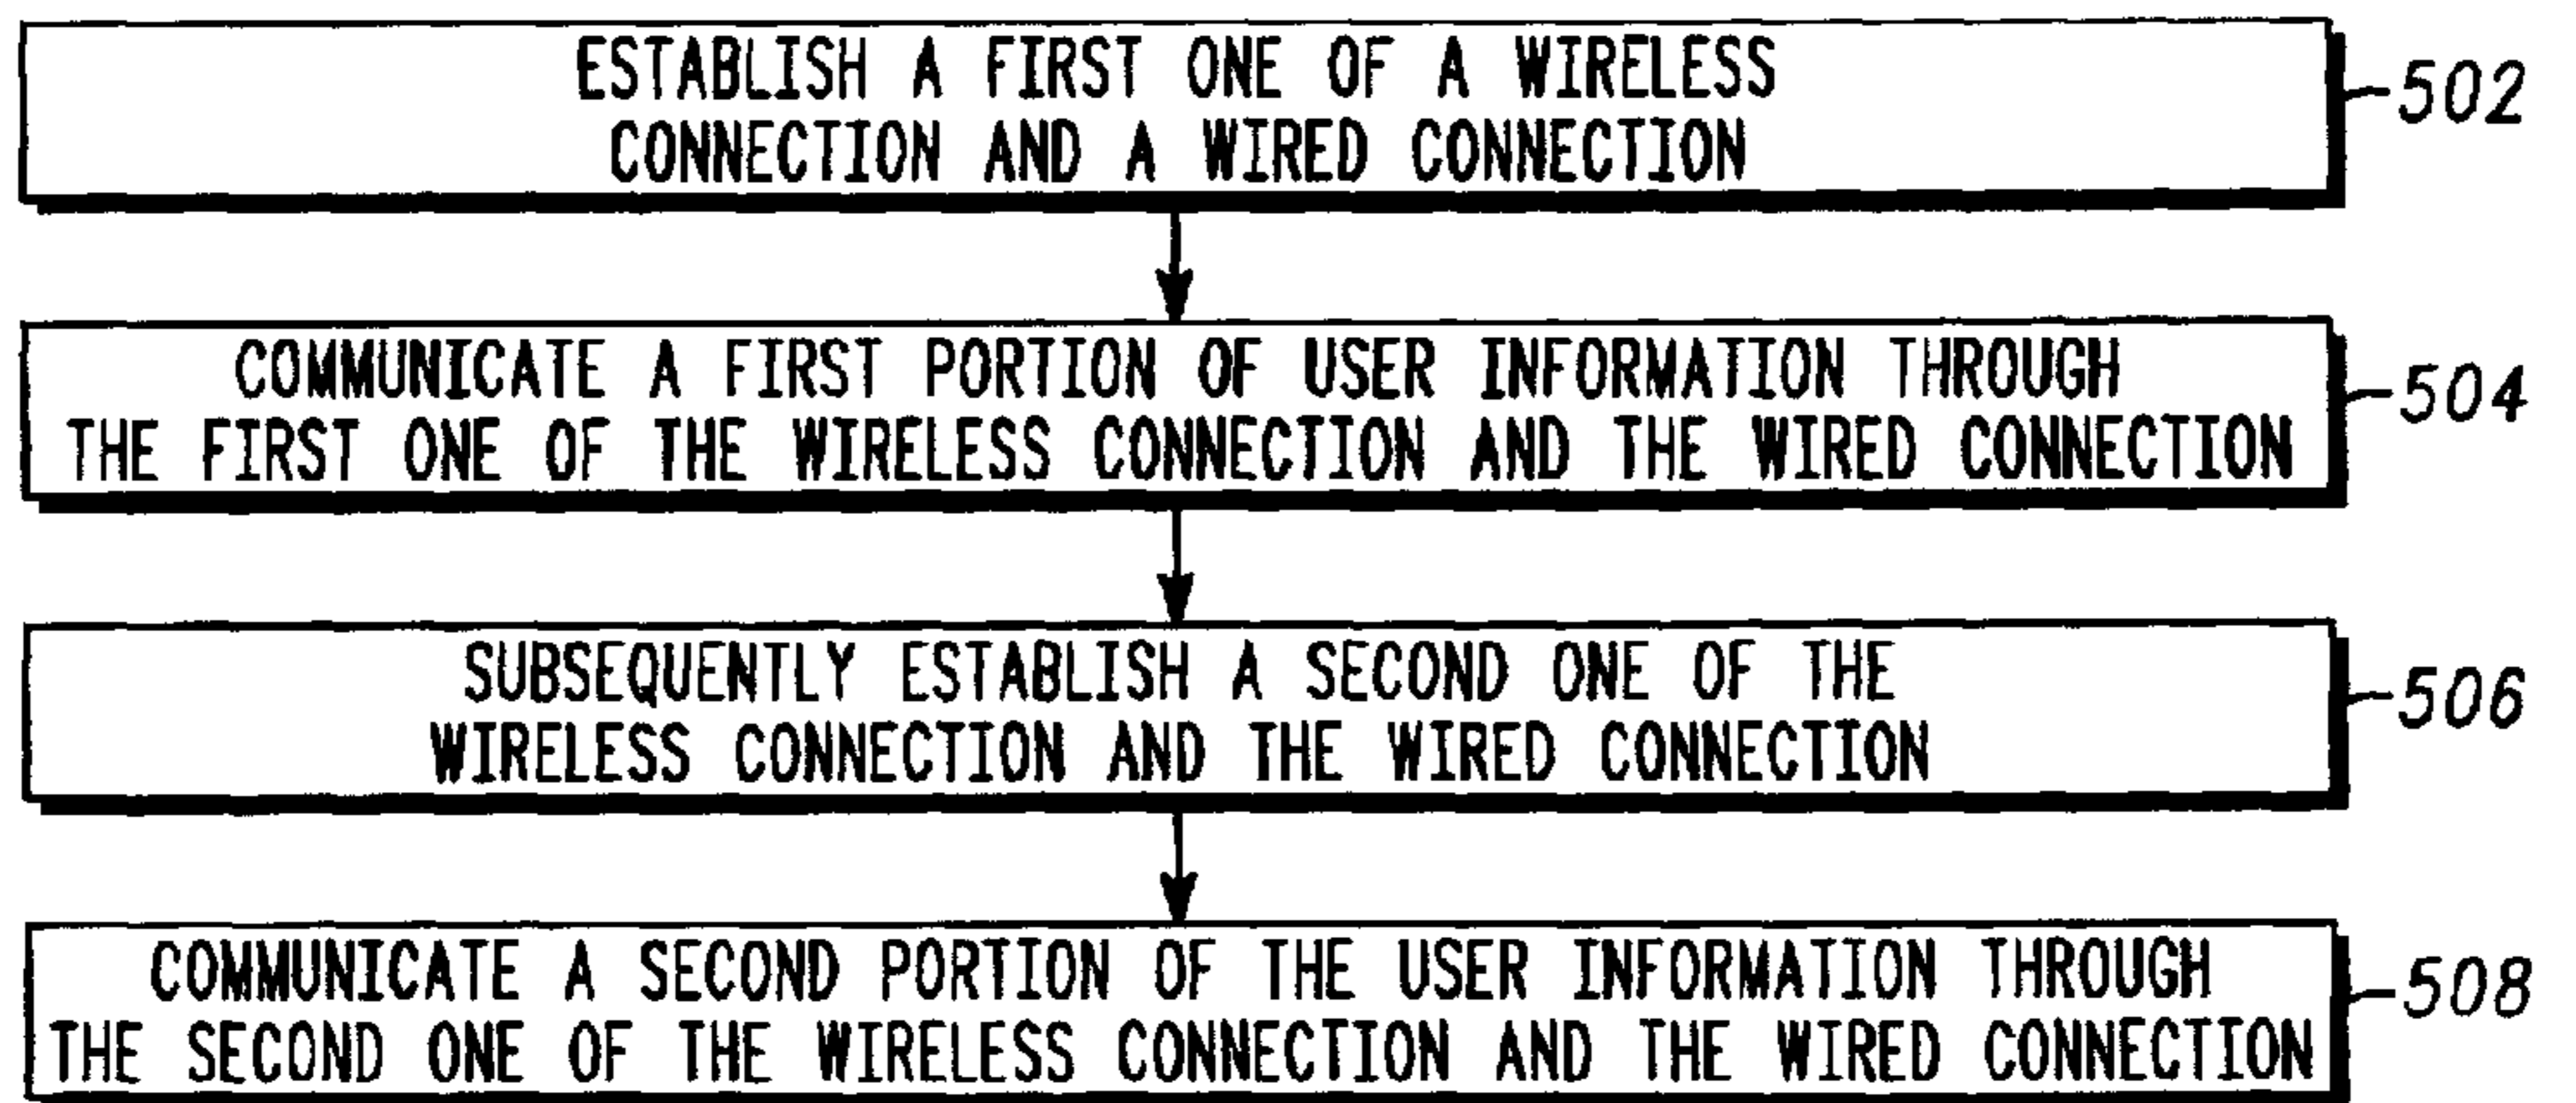 ESTABLISH A FIRST ONE OF A WIRELESS
CONNECTION AND A WIRED CONNECTION
502
COMMUNICATE A FIRST PORTION OF USER INFORMATION THROUGH
THE FIRST ONE OF THE WIRELESS CONNECTION AND THE WIRED CONNECTION
504
SUBSEQUENTLY ESTABLISH A SECOND ONE OF THE
WIRELESS CONNECTION AND THE WIRED CONNECTION
506
COMMUNICATE A SECOND PORTION OF THE USER INFORMATION THROUGH
THE SECOND ONE OF THE WIRELESS CONNECTION AND THE WIRED CONNECTION
508